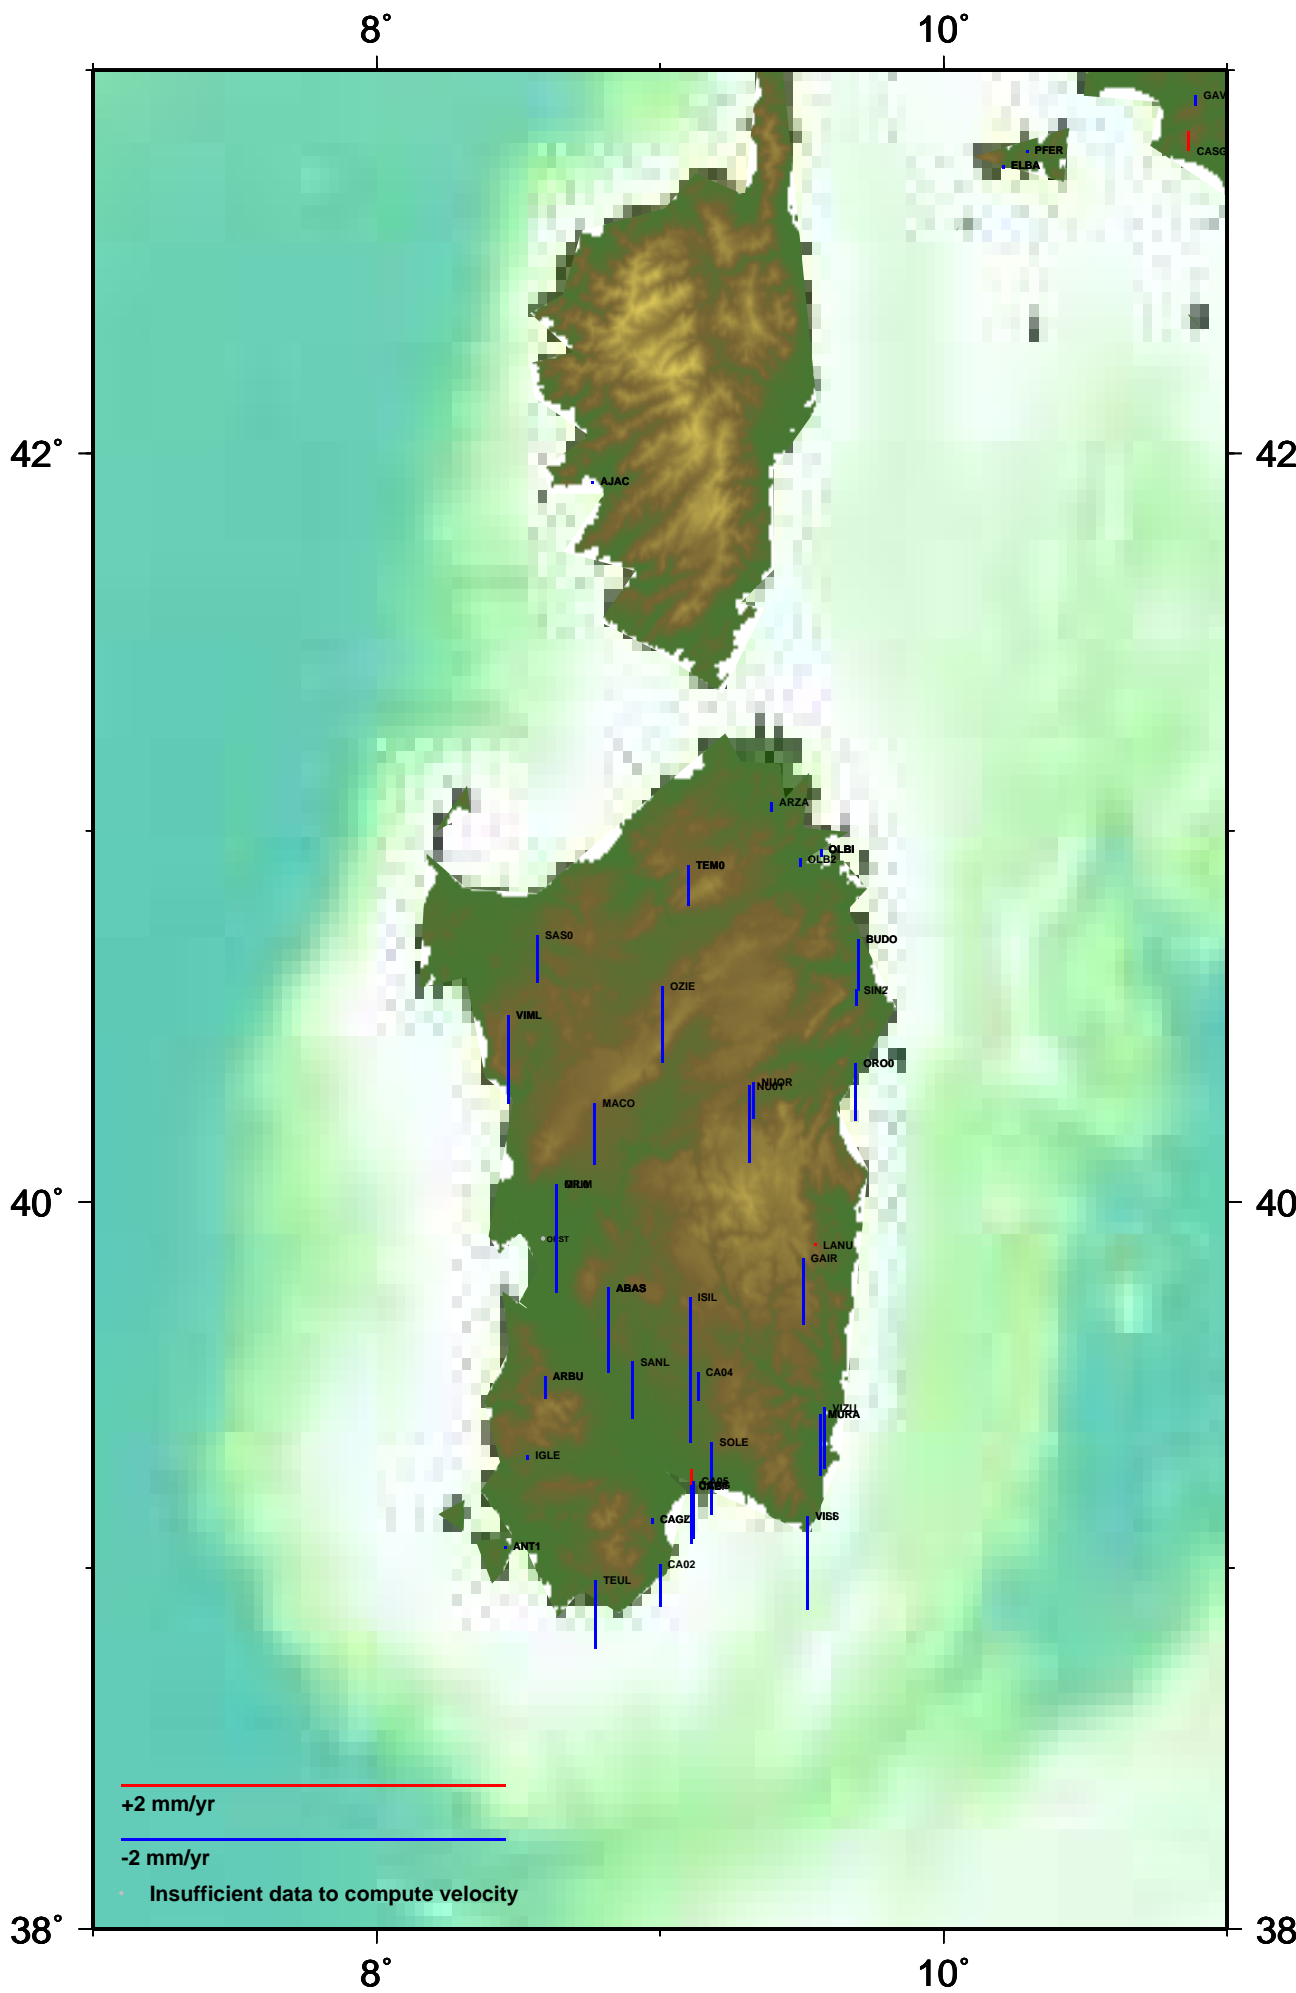 8° 10°
GAV
PFER
CASG
ELBA
42° 42
AJAC
ARZA
OLBI
OLB2
TEM0
SAS0
BUDO
OZIE
SIN2
VIML
ORO0
NUOR
NU01
MACO
40° 40
LANU
GAIR
ABAS
ISIL
SANL
CA04
ARBU
VIZU
MURA
SOLE
IGLE
CA05
CAGZ
VISS
ANT1
CA02
TEUL
+2 mm/yr
-2 mm/yr
Insufficient data to compute velocity
38° 38
8° 10°